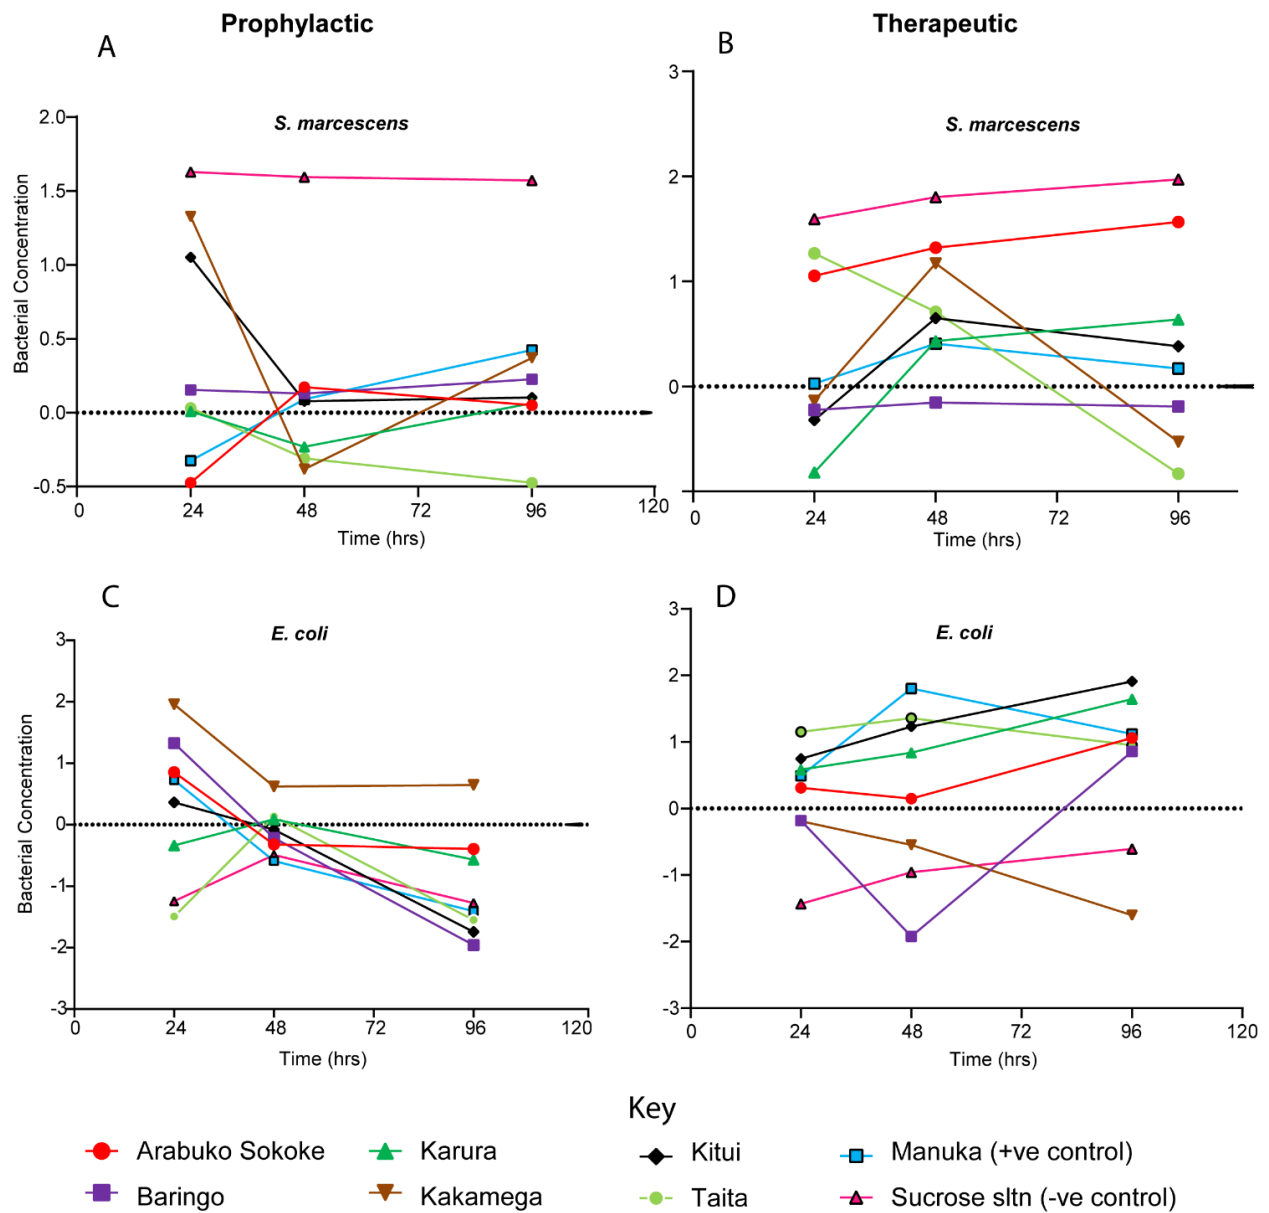 Prophylactic
Therapeutic
A
B
S. marcescens
S. marcescens
Bacterial Concentration
2.0
1.5
1.0
0.5
0.0
-0.5
0
24
48
72
96
120
Time (hrs)
3
2
1
0
0
24
48
72
96
Time (hrs)
C
D
E. coli
E. coli
Bacterial Concentration
3
2
1
0
-1
-2
-3
0
24
48
72
96
120
Time (hrs)
3
2
1
0
-1
-2
-3
0
24
48
72
96
120
Time (hrs)
Key
Arabuko Sokoke
Karura
Kitui
Manuka (+ve control)
Baringo
Kakamega
Taita
Sucrose sltn (-ve control)